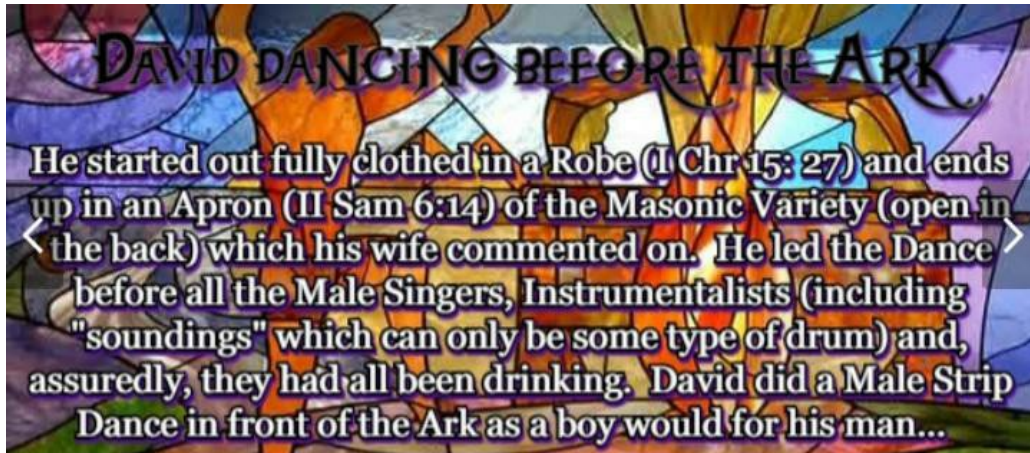 DAVID DANCING BEFORE THE ARK
He started out fully clothed in a Robe (I Chr 15: 27) and ends
up in an Apron (II Sam 6:14) of the Masonic Variety (open in
the back) which his wife commented on.  He led the Dance
before all the Male Singers, Instrumentalists (including
"soundings" which can only be some type of drum) and,
assuredly, they had all been drinking.  David did a Male Strip
Dance in front of the Ark as a boy would for his man...